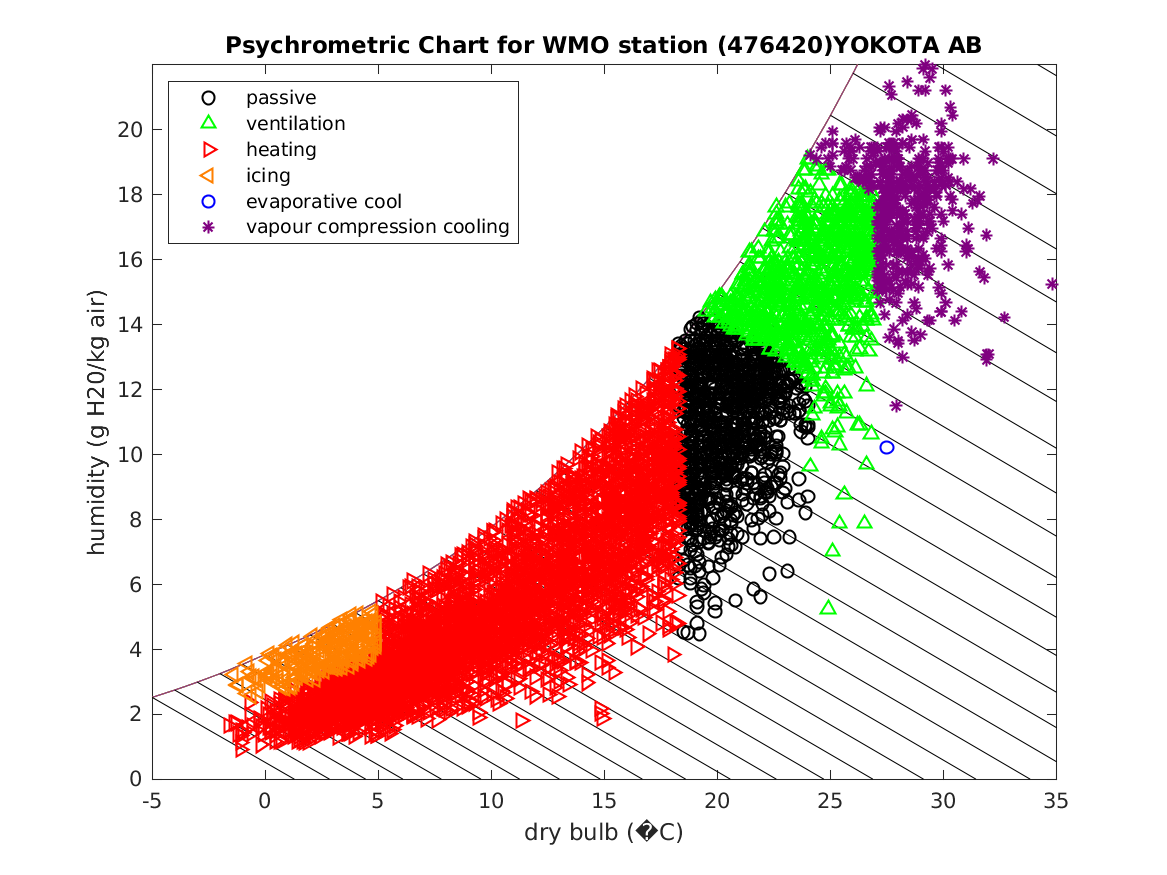 Psychrometric Chart for WMO station (476420)YOKOTA AB
passive
ventilation
heating
icing
evaporative cool
vapour compression cooling
humidity (g H20/kg air)
20
18
16
14
12
10
8
6
4
2
0
-5 0 5 10 15 20 25 30 35
dry bulb (�C)